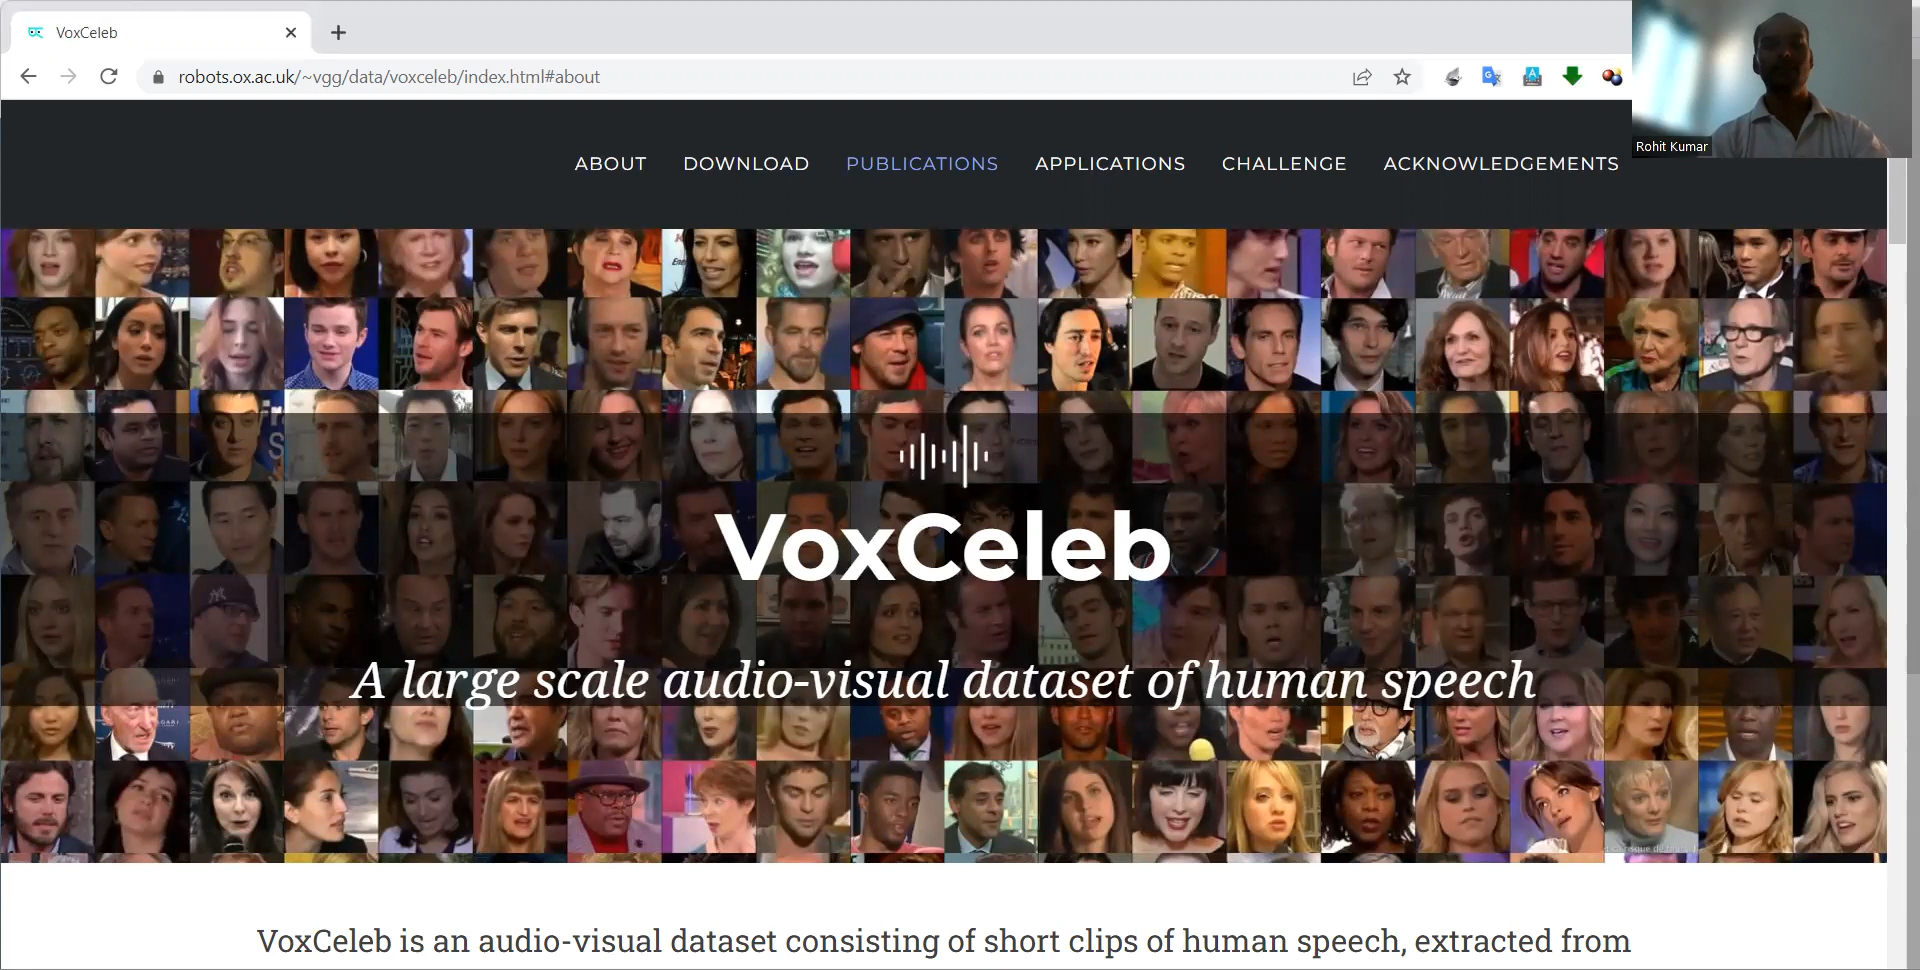 VoxCeleb
robots.ox.ac.uk/~vgg/data/voxceleb/index.html#about
Rohit Kumar
ABOUT DOWNLOAD PUBLICATIONS APPLICATIONS CHALLENGE ACKNOWLEDGEMENTS
VoxCeleb
A large scale audio-visual dataset of human speech
VoxCeleb is an audio-visual dataset consisting of short clips of human speech, extracted from